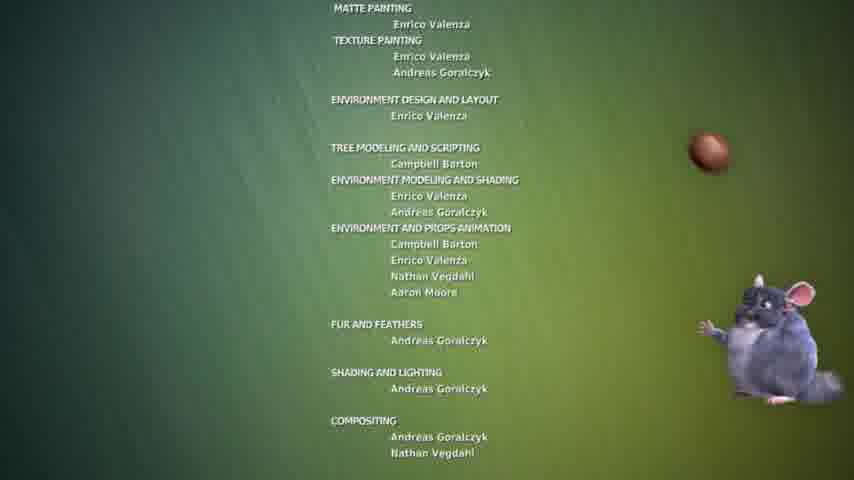 MATTE PAINTING
Enrico Valenza
TEXTURE PAINTING
Enrico Valenza
Andreas Goralczyk
ENVIRONMENT DESIGN AND LAYOUT
Enrico Valenza
TREE MODELING AND SCRIPTING
Campbell Barton
ENVIRONMENT MODELING AND SHADING
Enrico Valenza
Andreas Goralczyk
ENVIRONMENT AND PROPS ANIMATION
Campbell Barton
Enrico Valenza
Nathan Vegdahl
Aaron Moore
FUR AND FEATHERS
Andreas Goralczyk
SHADING AND LIGHTING
Andreas Goralczyk
COMPOSITING
Andreas Goralczyk
Nathan Vegdahl